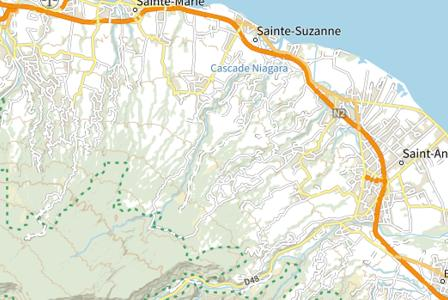 Sainte-Marie
Sainte-Suzanne
Cascade Niagara
N2
Saint-An
D48